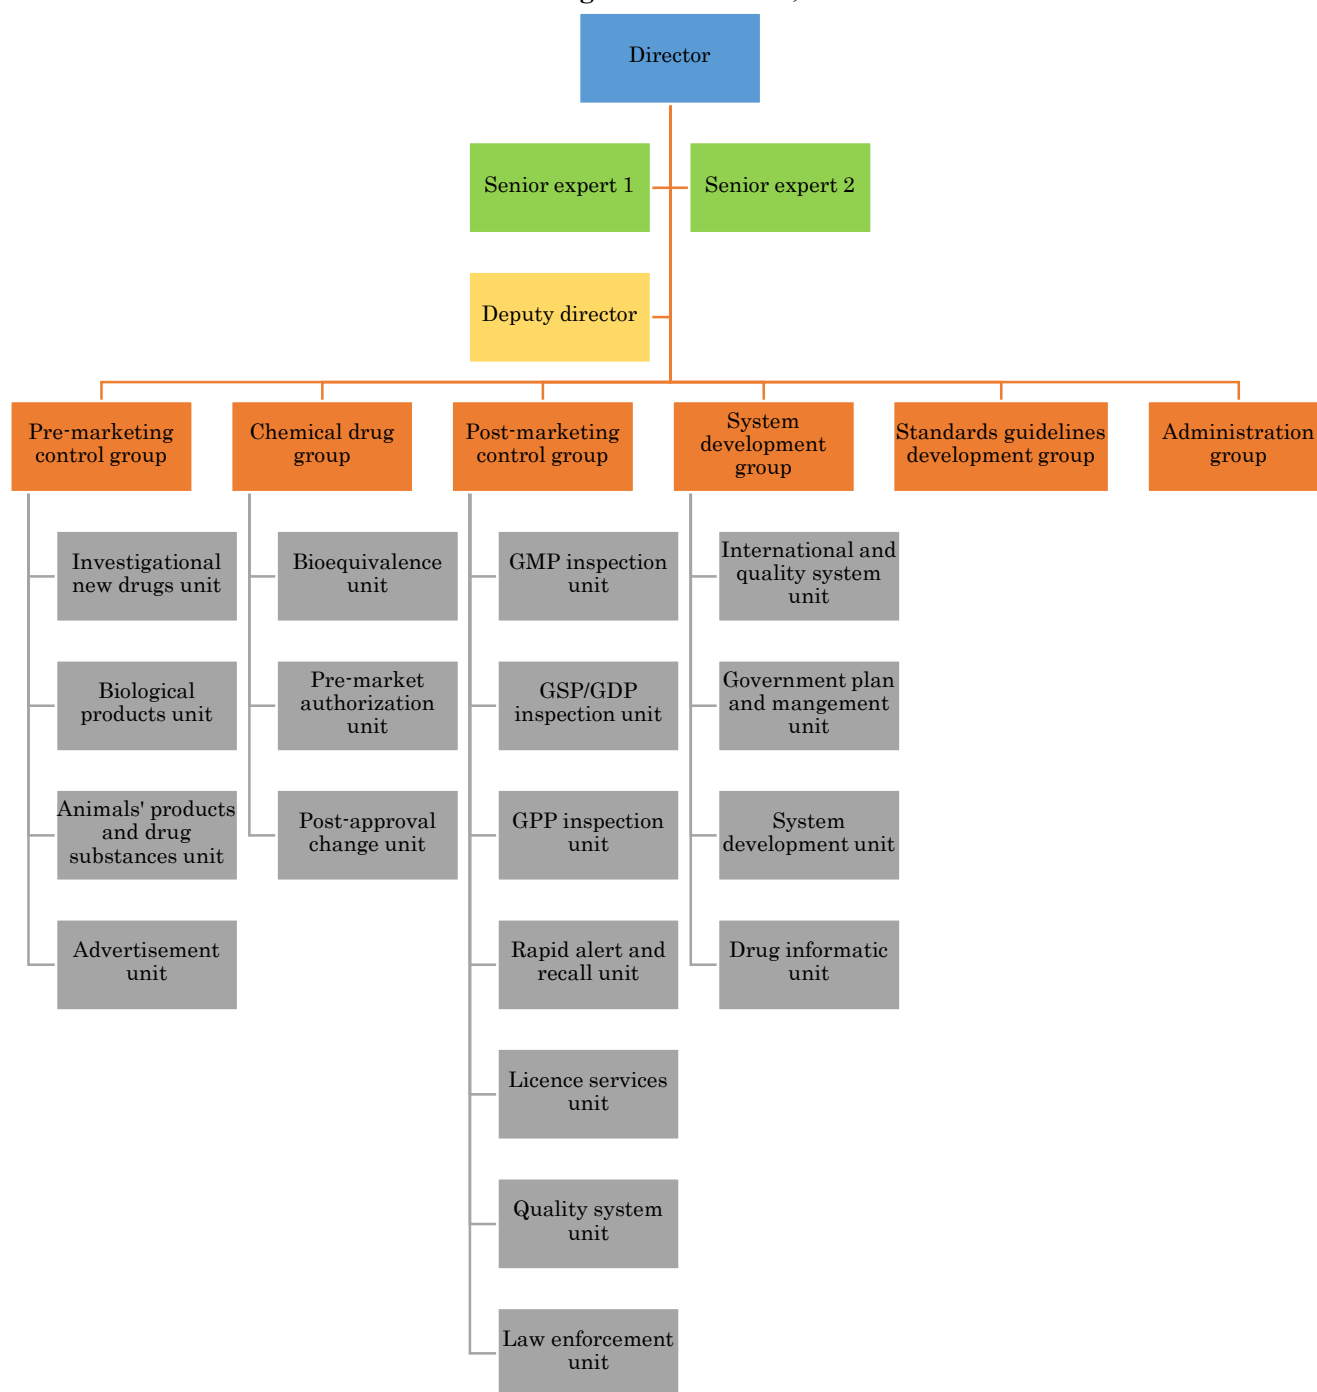 Director
Senior expert 1
Senior expert 2
Deputy director
Pre-marketing
control group
Chemical drug
group
Post-marketing
control group
System
development
group
Standards guidelines
development group
Administration
group
Investigational
new drugs unit
Biological
products unit
Animals' products
and drug
substances unit
Advertisement
unit
Bioequivalence
unit
Pre-market
authorization
unit
Post-approval
change unit
GMP inspection
unit
GSP/GDP
inspection unit
GPP inspection
unit
Rapid alert and
recall unit
Licence services
unit
Quality system
unit
Law enforcement
unit
International and
quality system
unit
Government plan
and mangement
unit
System
development unit
Drug informatic
unit